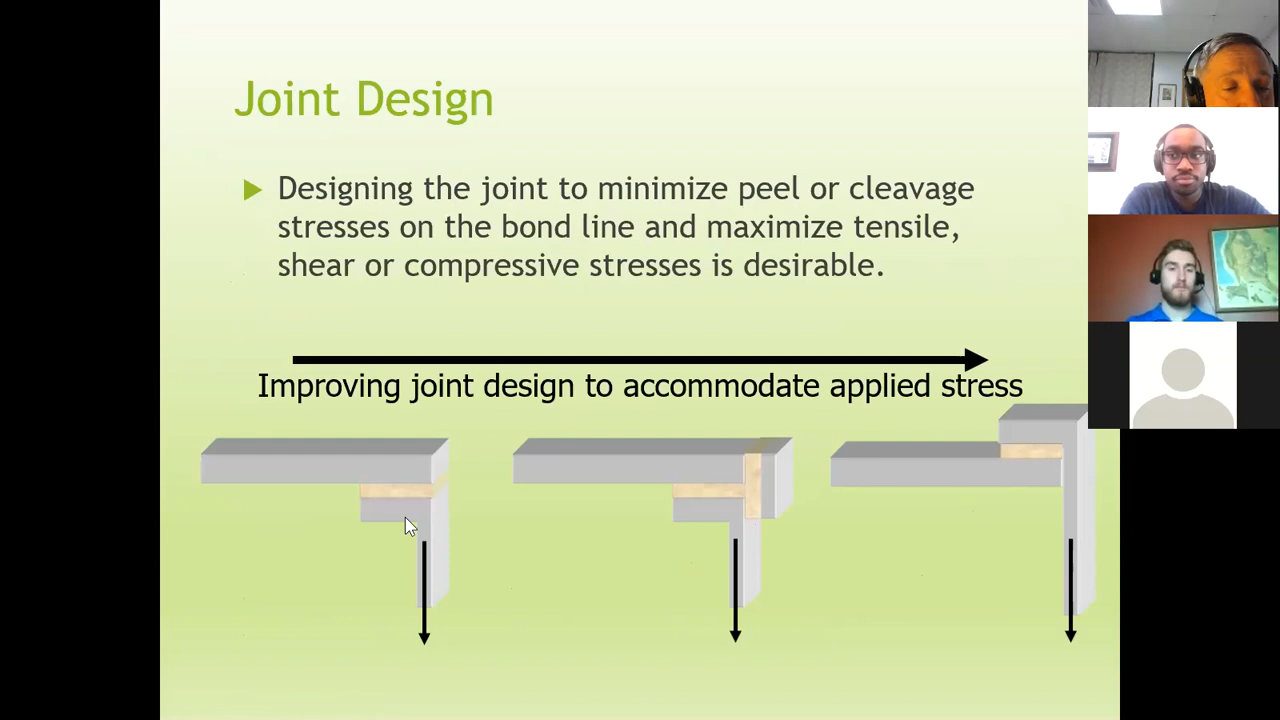 Joint Design
Designing the joint to minimize peel or cleavage
stresses on the bond line and maximize tensile,
shear or compressive stresses is desirable.
Improving joint design to accommodate applied stress